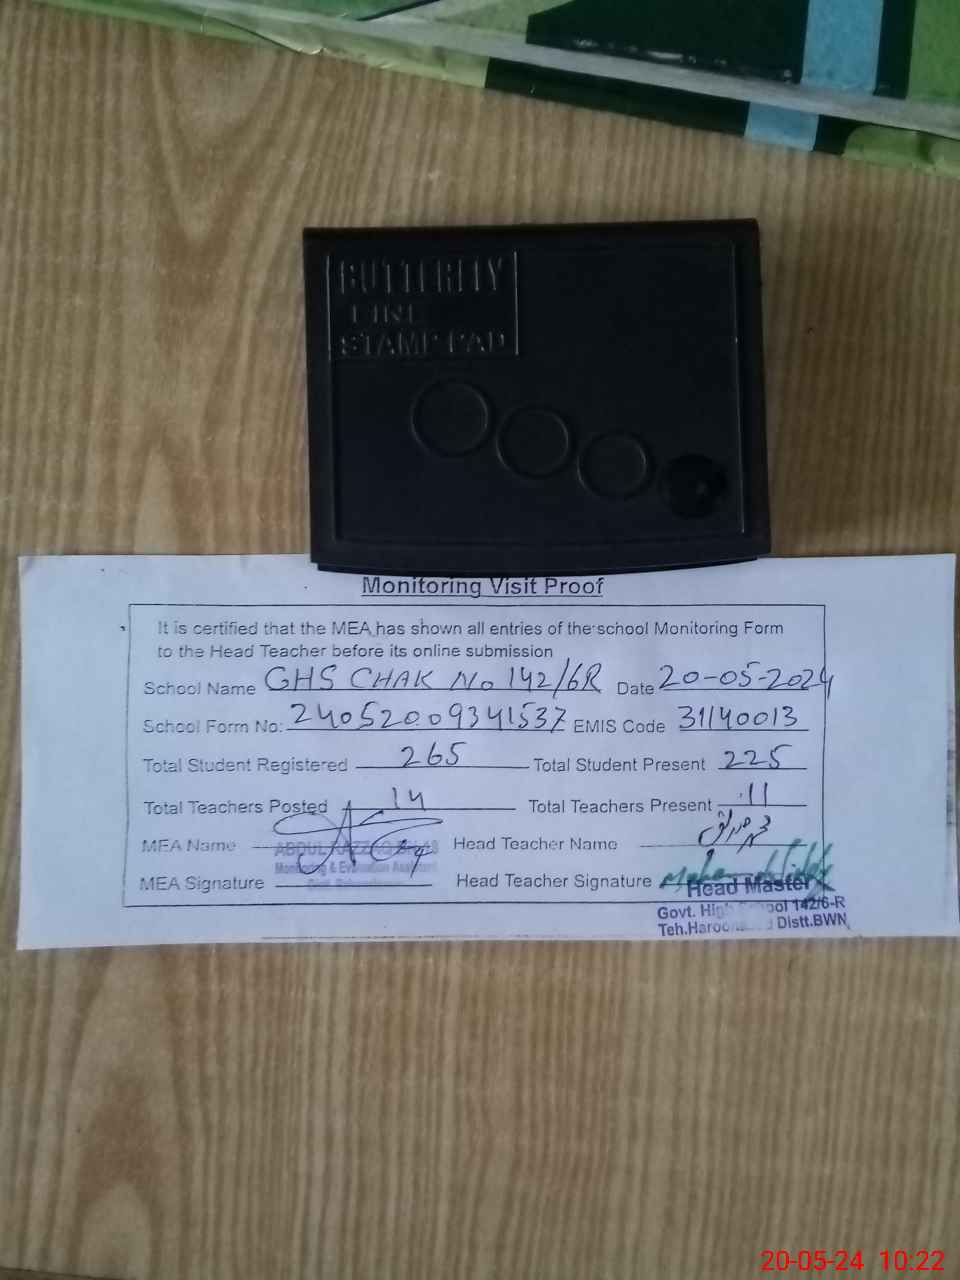 BUTTERFLY
LINE
STAMP PAD
Monitoring Visit Proof
It is certified that the MEA has shown all entries of the school Monitoring Form
to the Head Teacher before its online submission
School Name GHS CHAK No 142/6R Date 20-05-2024
School Form No: 24052009341537 EMIS Code 31140013
Total Student Registered 265 Total Student Present 225
Total Teachers Posted 14 Total Teachers Present 11
MEA Name ABDUL RAZZAQ Head Teacher Name
Monitoring & Evaluation Assistant
MEA Signature Head Teacher Signature
Head Master
Govt. High School 142/6-R
Teh. Distt.BWN
20-05-24 10:22